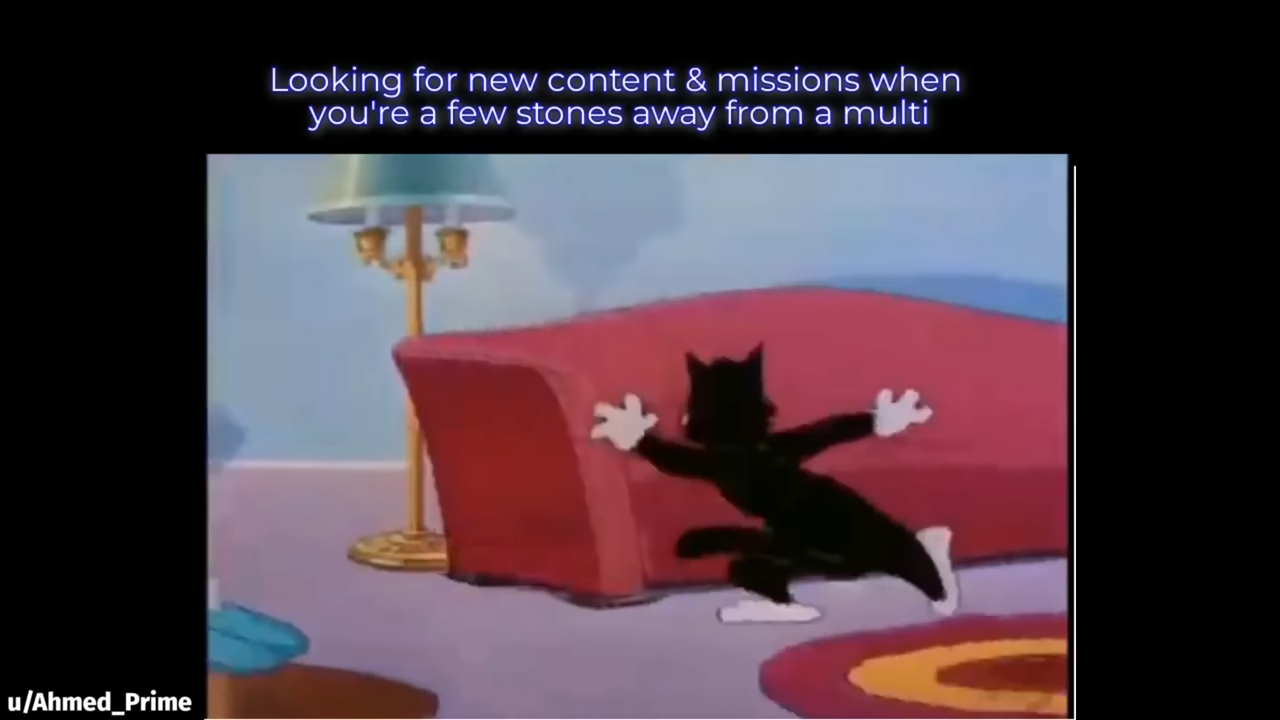 Looking for new content & missions when
you're a few stones away from a multi
u/Ahmed_Prime